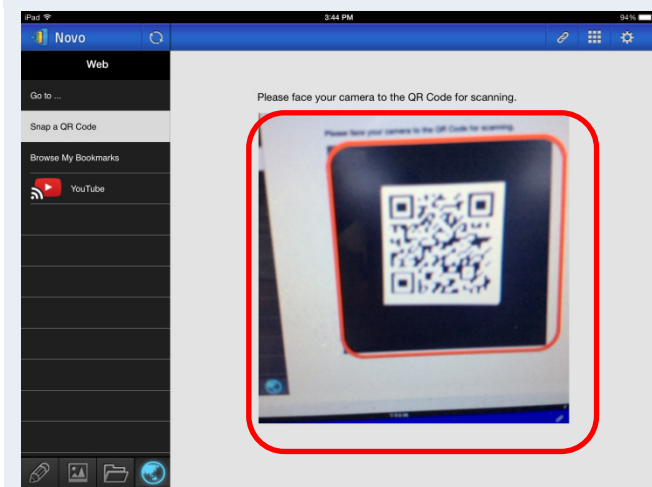 iPad
3:44 PM
94%
Novo
Web
Go to ...
Snap a QR Code
Browse My Bookmarks
YouTube
Please face your camera to the QR Code for scanning.
Please face your camera to the QR Code for scanning.